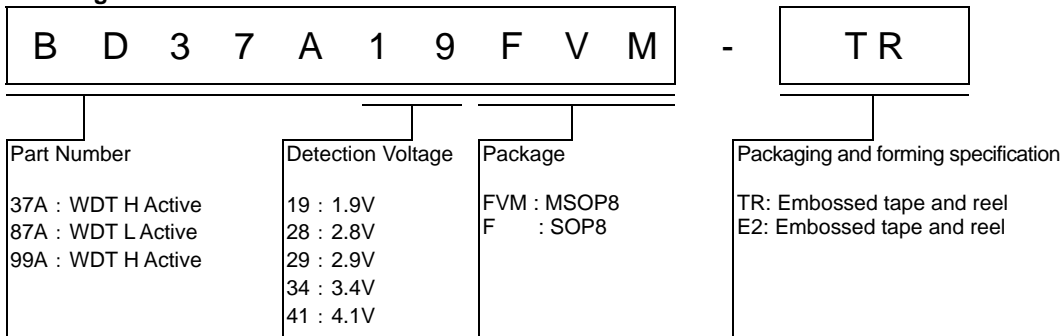 B D 3 7 A 1 9 F V M - T R
Part Number
37A : WDT H Active
87A : WDT L Active
99A : WDT H Active
Detection Voltage
19 : 1.9V
28 : 2.8V
29 : 2.9V
34 : 3.4V
41 : 4.1V
Package
FVM : MSOP8
F : SOP8
Packaging and forming specification
TR: Embossed tape and reel
E2: Embossed tape and reel